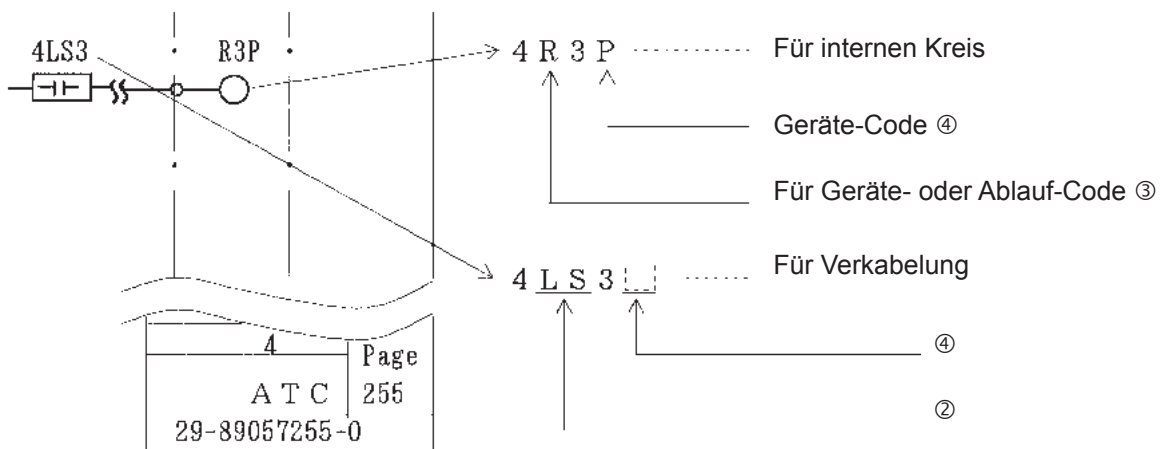 4LS3
R3P
4 R 3 P
Für internen Kreis
Geräte-Code ④
Für Geräte- oder Ablauf-Code ③
4 L S 3
Für Verkabelung
④
②
4
Page
A T C
255
29-89057255-0